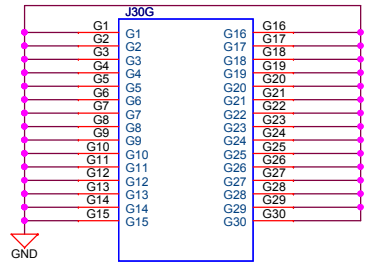 J30G
G1 G1 G16 G16
G2 G2 G17 G17
G3 G3 G18 G18
G4 G4 G19 G19
G5 G5 G20 G20
G6 G6 G21 G21
G7 G7 G22 G22
G8 G8 G23 G23
G9 G9 G24 G24
G10 G10 G25 G25
G11 G11 G26 G26
G12 G12 G27 G27
G13 G13 G28 G28
G14 G14 G29 G29
G15 G15 G30 G30
GND